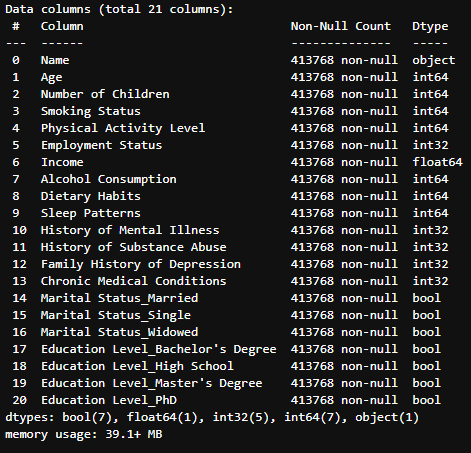 Data columns (total 21 columns):
 #   Column                              Non-Null Count   Dtype
---  ------                              --------------   -----
 0   Name                                413768 non-null  object
 1   Age                                 413768 non-null  int64
 2   Number of Children                  413768 non-null  int64
 3   Smoking Status                      413768 non-null  int64
 4   Physical Activity Level             413768 non-null  int64
 5   Employment Status                   413768 non-null  int32
 6   Income                              413768 non-null  float64
 7   Alcohol Consumption                 413768 non-null  int64
 8   Dietary Habits                      413768 non-null  int64
 9   Sleep Patterns                      413768 non-null  int64
 10  History of Mental Illness           413768 non-null  int32
 11  History of Substance Abuse          413768 non-null  int32
 12  Family History of Depression        413768 non-null  int32
 13  Chronic Medical Conditions          413768 non-null  int32
 14  Marital Status_Married              413768 non-null  bool
 15  Marital Status_Single               413768 non-null  bool
 16  Marital Status_Widowed              413768 non-null  bool
 17  Education Level_Bachelor's Degree   413768 non-null  bool
 18  Education Level_High School         413768 non-null  bool
 19  Education Level_Master's Degree     413768 non-null  bool
 20  Education Level_PhD                 413768 non-null  bool
dtypes: bool(7), float64(1), int32(5), int64(7), object(1)
memory usage: 39.1+ MB